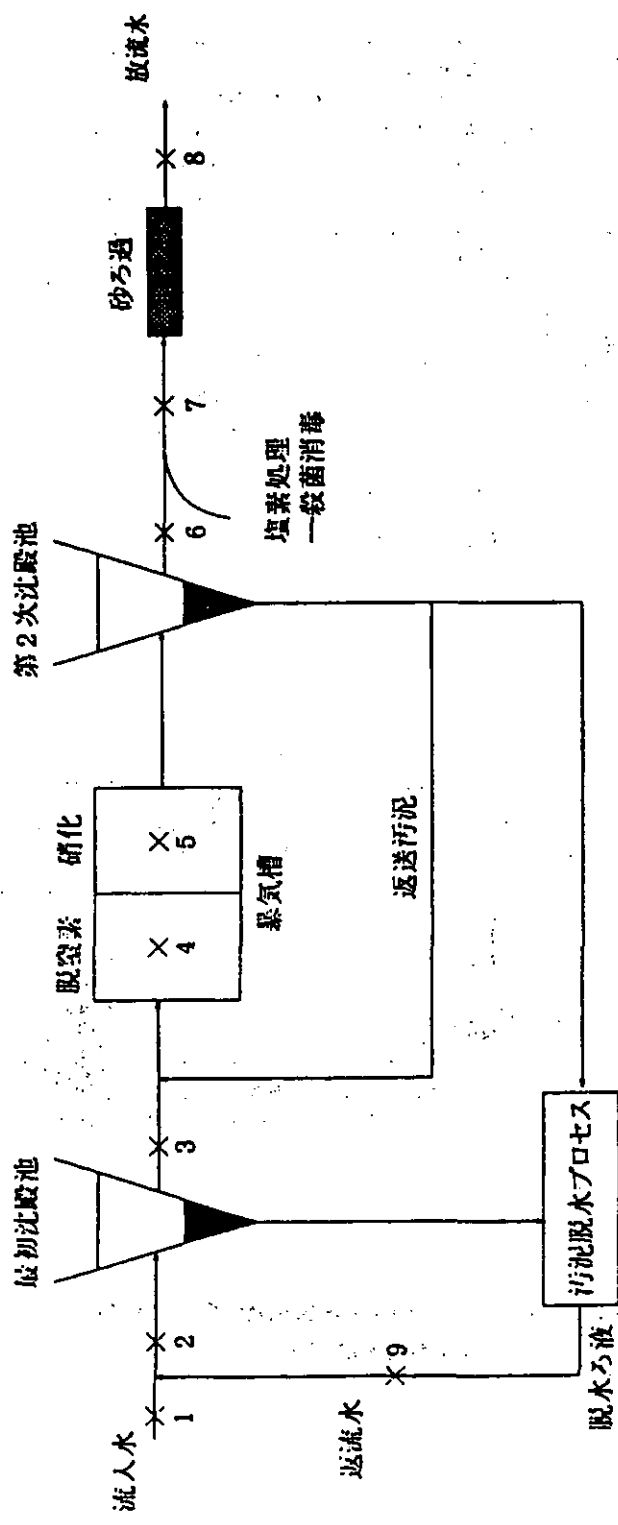 流入水
1
2
最初沈殿池
3
脱窒素
硝化
4
5
暴気槽
第2次沈殿池
6
塩素処理
―殺菌消毒
7
砂ろ過
8
放流水
返送汚泥
返流水
9
脱水ろ液
汚泥脱水プロセス